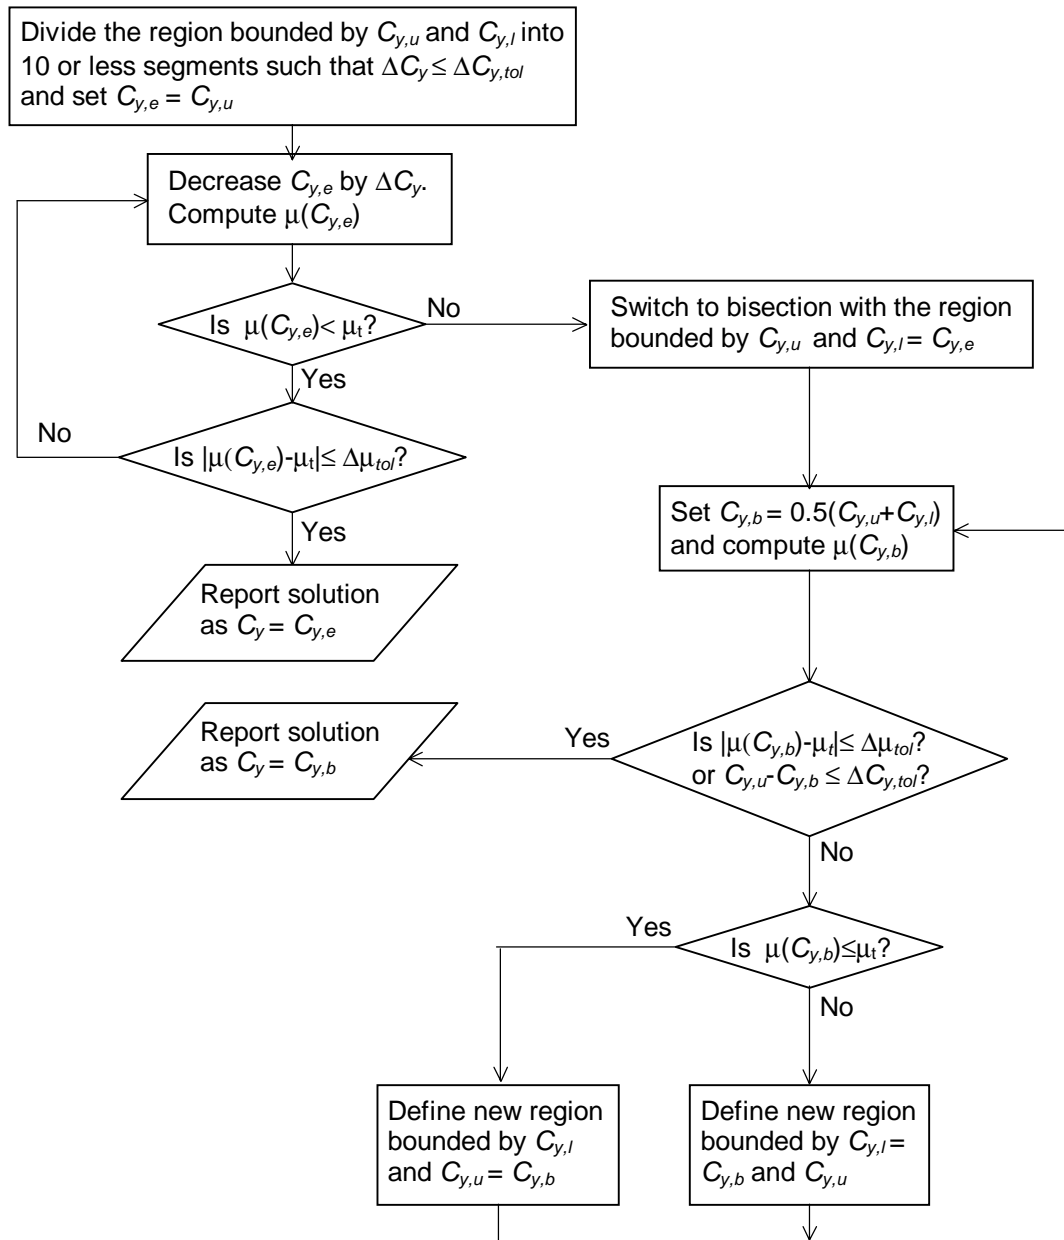 Divide the region bounded by Cy,u and Cy,l into
10 or less segments such that ΔCy ≤ ΔCy,tol
and set Cy,e = Cy,u
Decrease Cy,e by ΔCy.
Compute μ(Cy,e)
Is μ(Cy,e)< μt?
No
Yes
Switch to bisection with the region
bounded by Cy,u and Cy,l = Cy,e
No
Is |μ(Cy,e)-μt|≤ Δμtol?
Yes
Set Cy,b = 0.5(Cy,u+Cy,l)
and compute μ(Cy,b)
Report solution
as Cy = Cy,e
Report solution
as Cy = Cy,b
Yes
Is |μ(Cy,b)-μt|≤ Δμtol?
or Cy,u-Cy,b ≤ ΔCy,tol?
No
Yes
Is μ(Cy,b)≤μt?
No
Define new region
bounded by Cy,l
and Cy,u = Cy,b
Define new region
bounded by Cy,l =
Cy,b and Cy,u